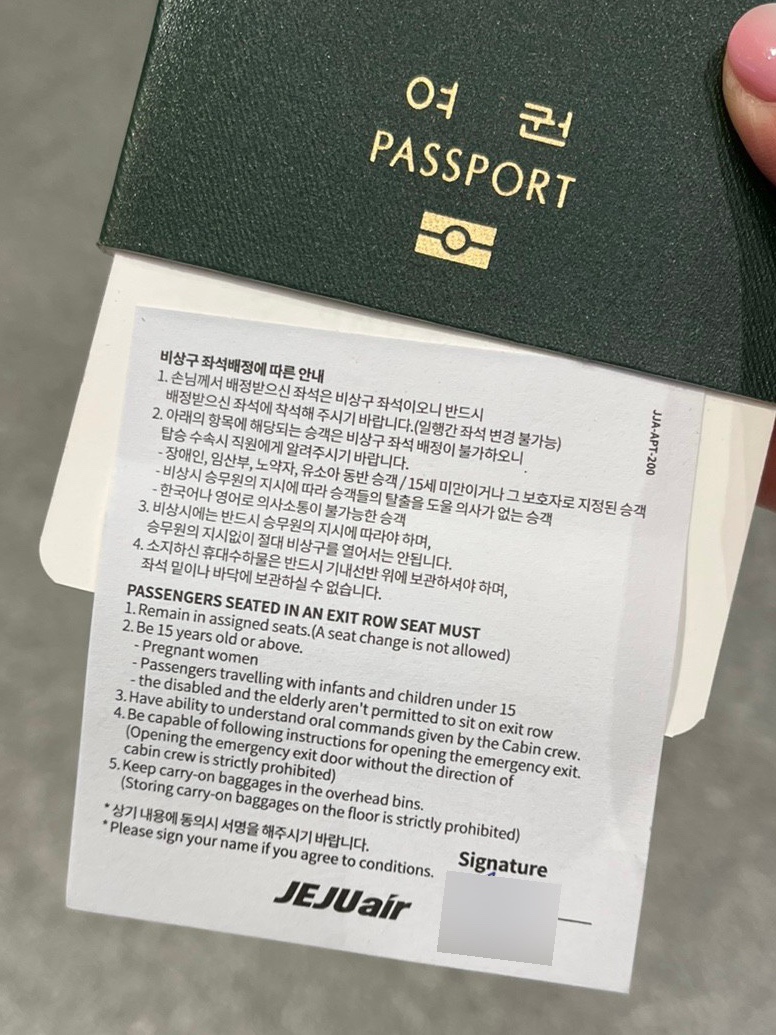 여 권
PASSPORT
비상구 좌석배정에 따른 안내
1. 손님께서 배정받으신 좌석은 비상구 좌석이오니 반드시
배정받으신 좌석에 착석해 주시기 바랍니다.(일행간 좌석 변경 불가능)
2. 아래의 항목에 해당되는 승객은 비상구 좌석 배정이 불가하오니
탑승 수속시 직원에게 알려주시기 바랍니다.
- 장애인, 임산부, 노약자, 유소아 동반 승객 / 15세 미만이거나 그 보호자로 지정된 승객
- 비상시 승무원의 지시에 따라 승객들의 탈출을 도울 의사가 없는 승객
- 한국어나 영어로 의사소통이 불가능한 승객
3. 비상시에는 반드시 승무원의 지시에 따라야 하며,
승무원의 지시없이 절대 비상구를 열어서는 안됩니다.
4. 소지하신 휴대수하물은 반드시 기내선반 위에 보관하셔야 하며,
좌석 밑이나 바닥에 보관하실 수 없습니다.
PASSENGERS SEATED IN AN EXIT ROW SEAT MUST
1. Remain in assigned seats.(A seat change is not allowed)
2. Be 15 years old or above.
- Pregnant women
- Passengers travelling with infants and children under 15
- the disabled and the elderly aren't permitted to sit on exit row
3. Have ability to understand oral commands given by the Cabin crew.
4. Be capable of following instructions for opening the emergency exit.
(Opening the emergency exit door without the direction of
cabin crew is strictly prohibited)
5. Keep carry-on baggages in the overhead bins.
(Storing carry-on baggages on the floor is strictly prohibited)
* 상기 내용에 동의시 서명을 해주시기 바랍니다.
* Please sign your name if you agree to conditions.
Signature
JEJUair
JJA-APT-200